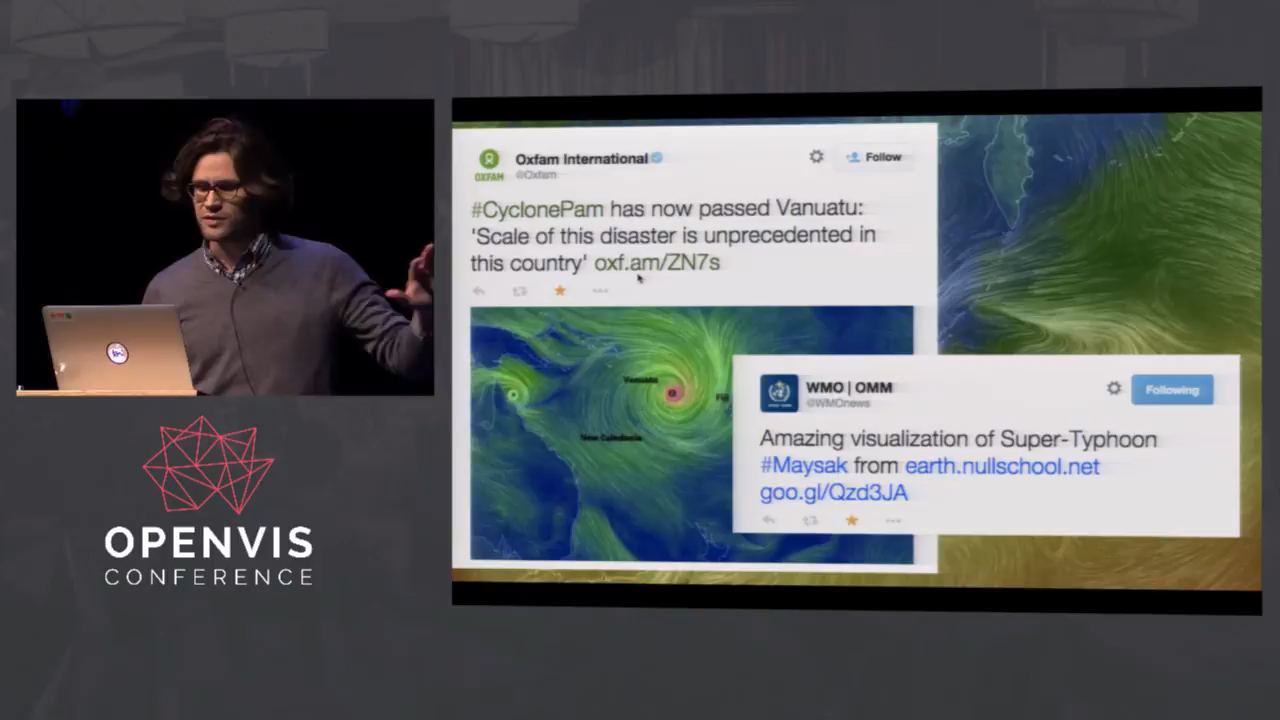 Oxfam International
@Oxfam
Follow
OXFAM
#CyclonePam has now passed Vanuatu:
'Scale of this disaster is unprecedented in
this country' oxf.am/ZN7s
Vanuatu
Fiji
New Caledonia
WMO | OMM
@WMOnews
Following
Amazing visualization of Super-Typhoon
#Maysak from earth.nullschool.net
goo.gl/Qzd3JA
OPENVIS
CONFERENCE